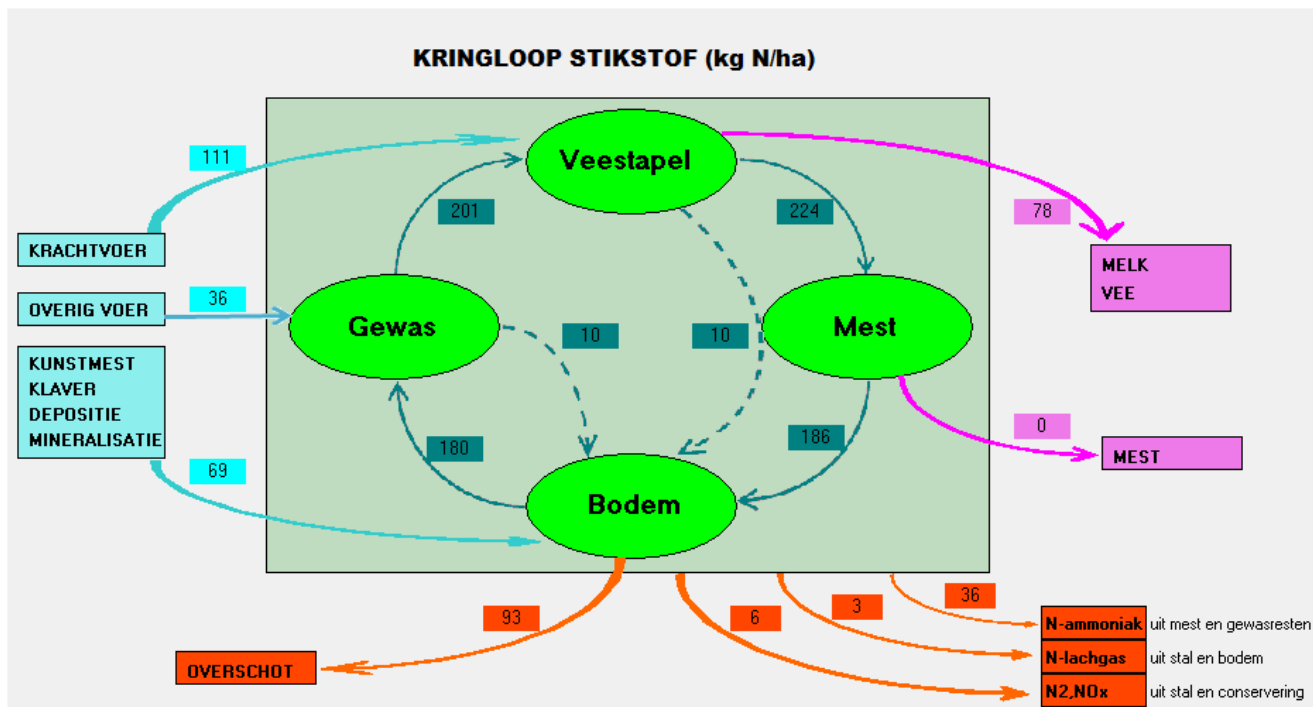 KRINGLOOP STIKSTOF (kg N/ha)
111
Veestapel
201
224
78
KRACHTVOER
MELK
VEE
OVERIG VOER
36
Gewas
10
10
Mest
KUNSTMEST
KLAVER
DEPOSITIE
MINERALISATIE
180
186
0
MEST
69
Bodem
93
6
3
36
N-ammoniak uit mest en gewasresten
N-lachgas uit stal en bodem
N2,NOx uit stal en conservering
OVERSCHOT